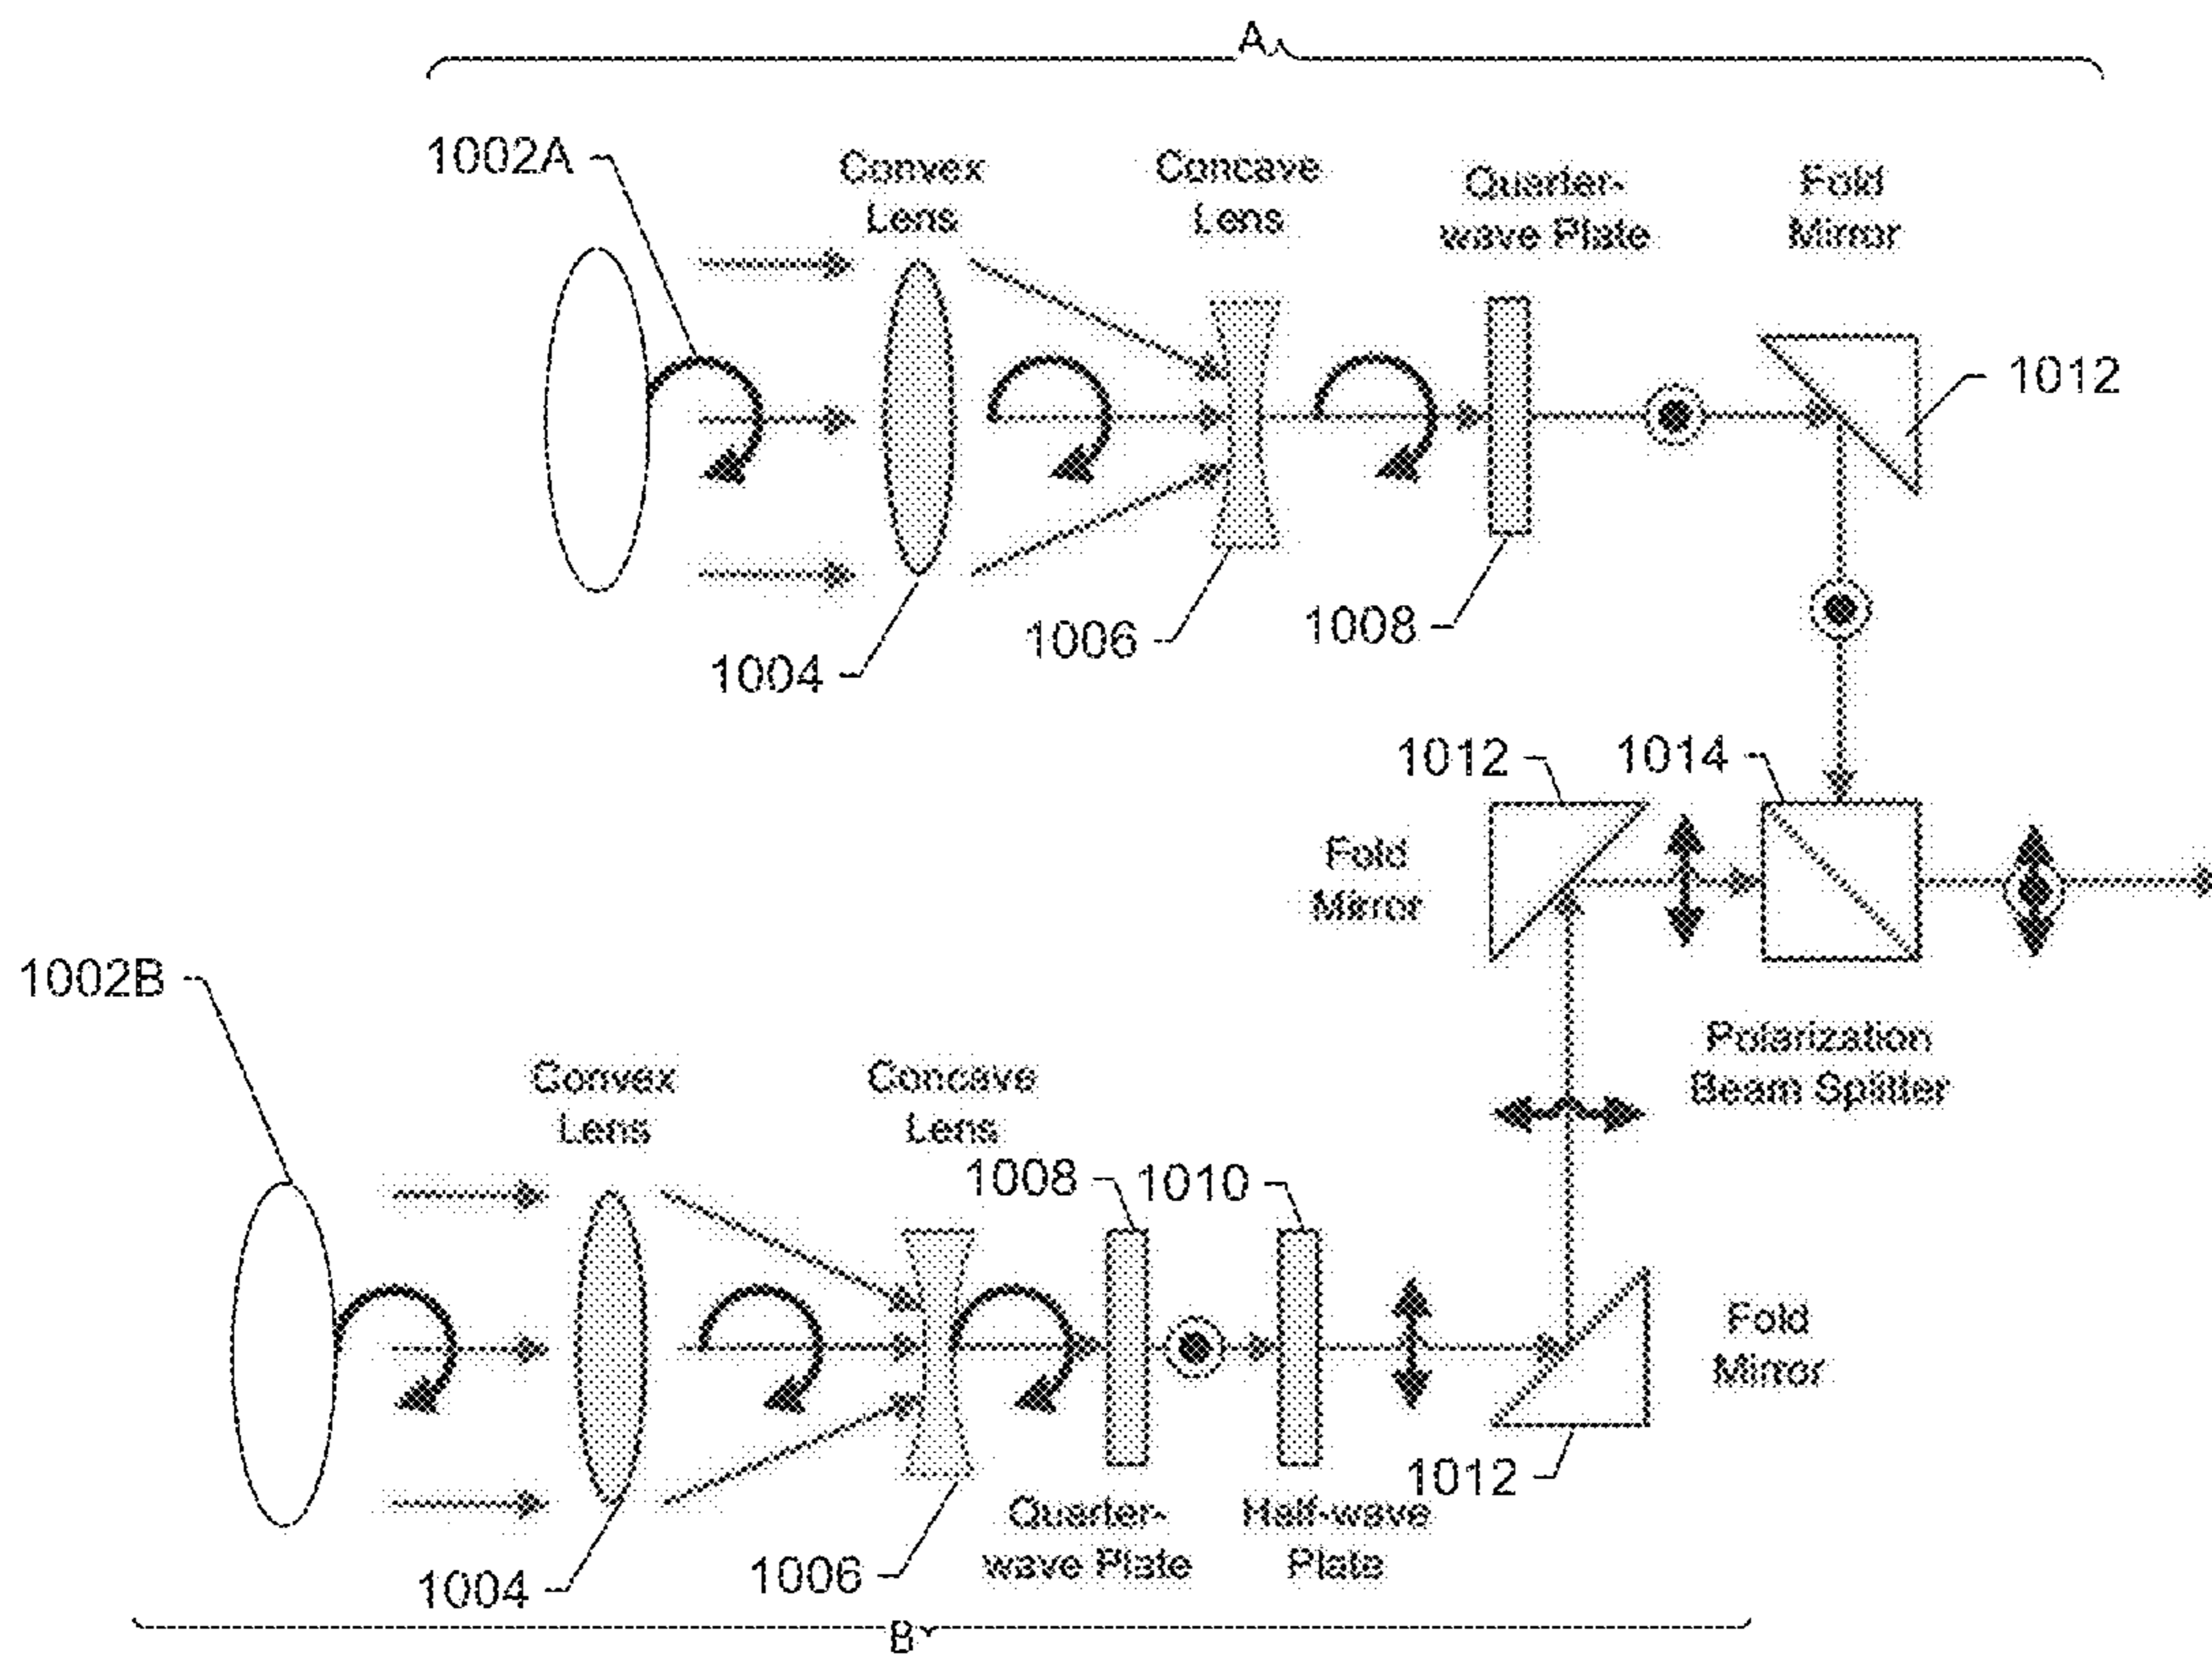 A
1002A
Convex
Lens
Concave
Lens
Quarter-
wave Plate
Fold
Mirror
1012
1004
1006
1008
1012
1014
Fold
Mirror
Polarization
Beam Splitter
1002B
Convex
Lens
Concave
Lens
1008
1010
Fold
Mirror
1012
1004
1006
Quarter-
wave Plate
Half-wave
Plate
B